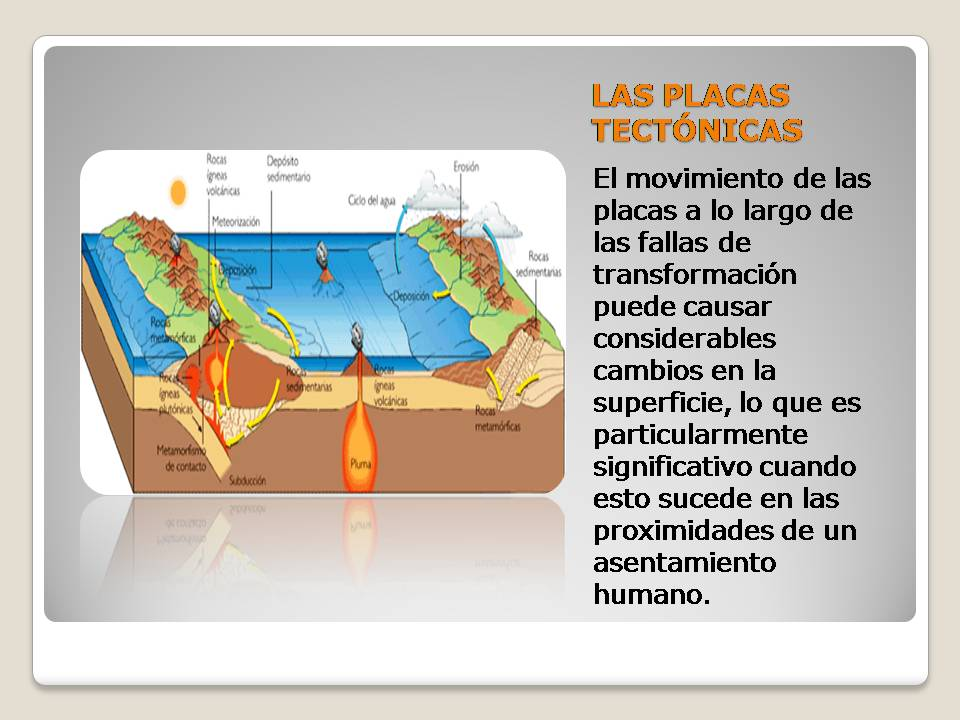 LAS PLACAS
TECTÓNICAS
El movimiento de las
placas a lo largo de
las fallas de
transformación
puede causar
considerables
cambios en la
superficie, lo que es
particularmente
significativo cuando
esto sucede en las
proximidades de un
asentamiento
humano.
Rocas
ígneas
volcánicas
Depósito
sedimentario
Erosión
Ciclo del agua
Meteorización
Rocas
sedimentarias
Deposición
Deposición
Rocas
metamórficas
Rocas
ígneas
plutónicas
Rocas
sedimentarias
Rocas
ígneas
volcánicas
Rocas
metamórficas
Metamorfismo
de contacto
Pluma
Subducción